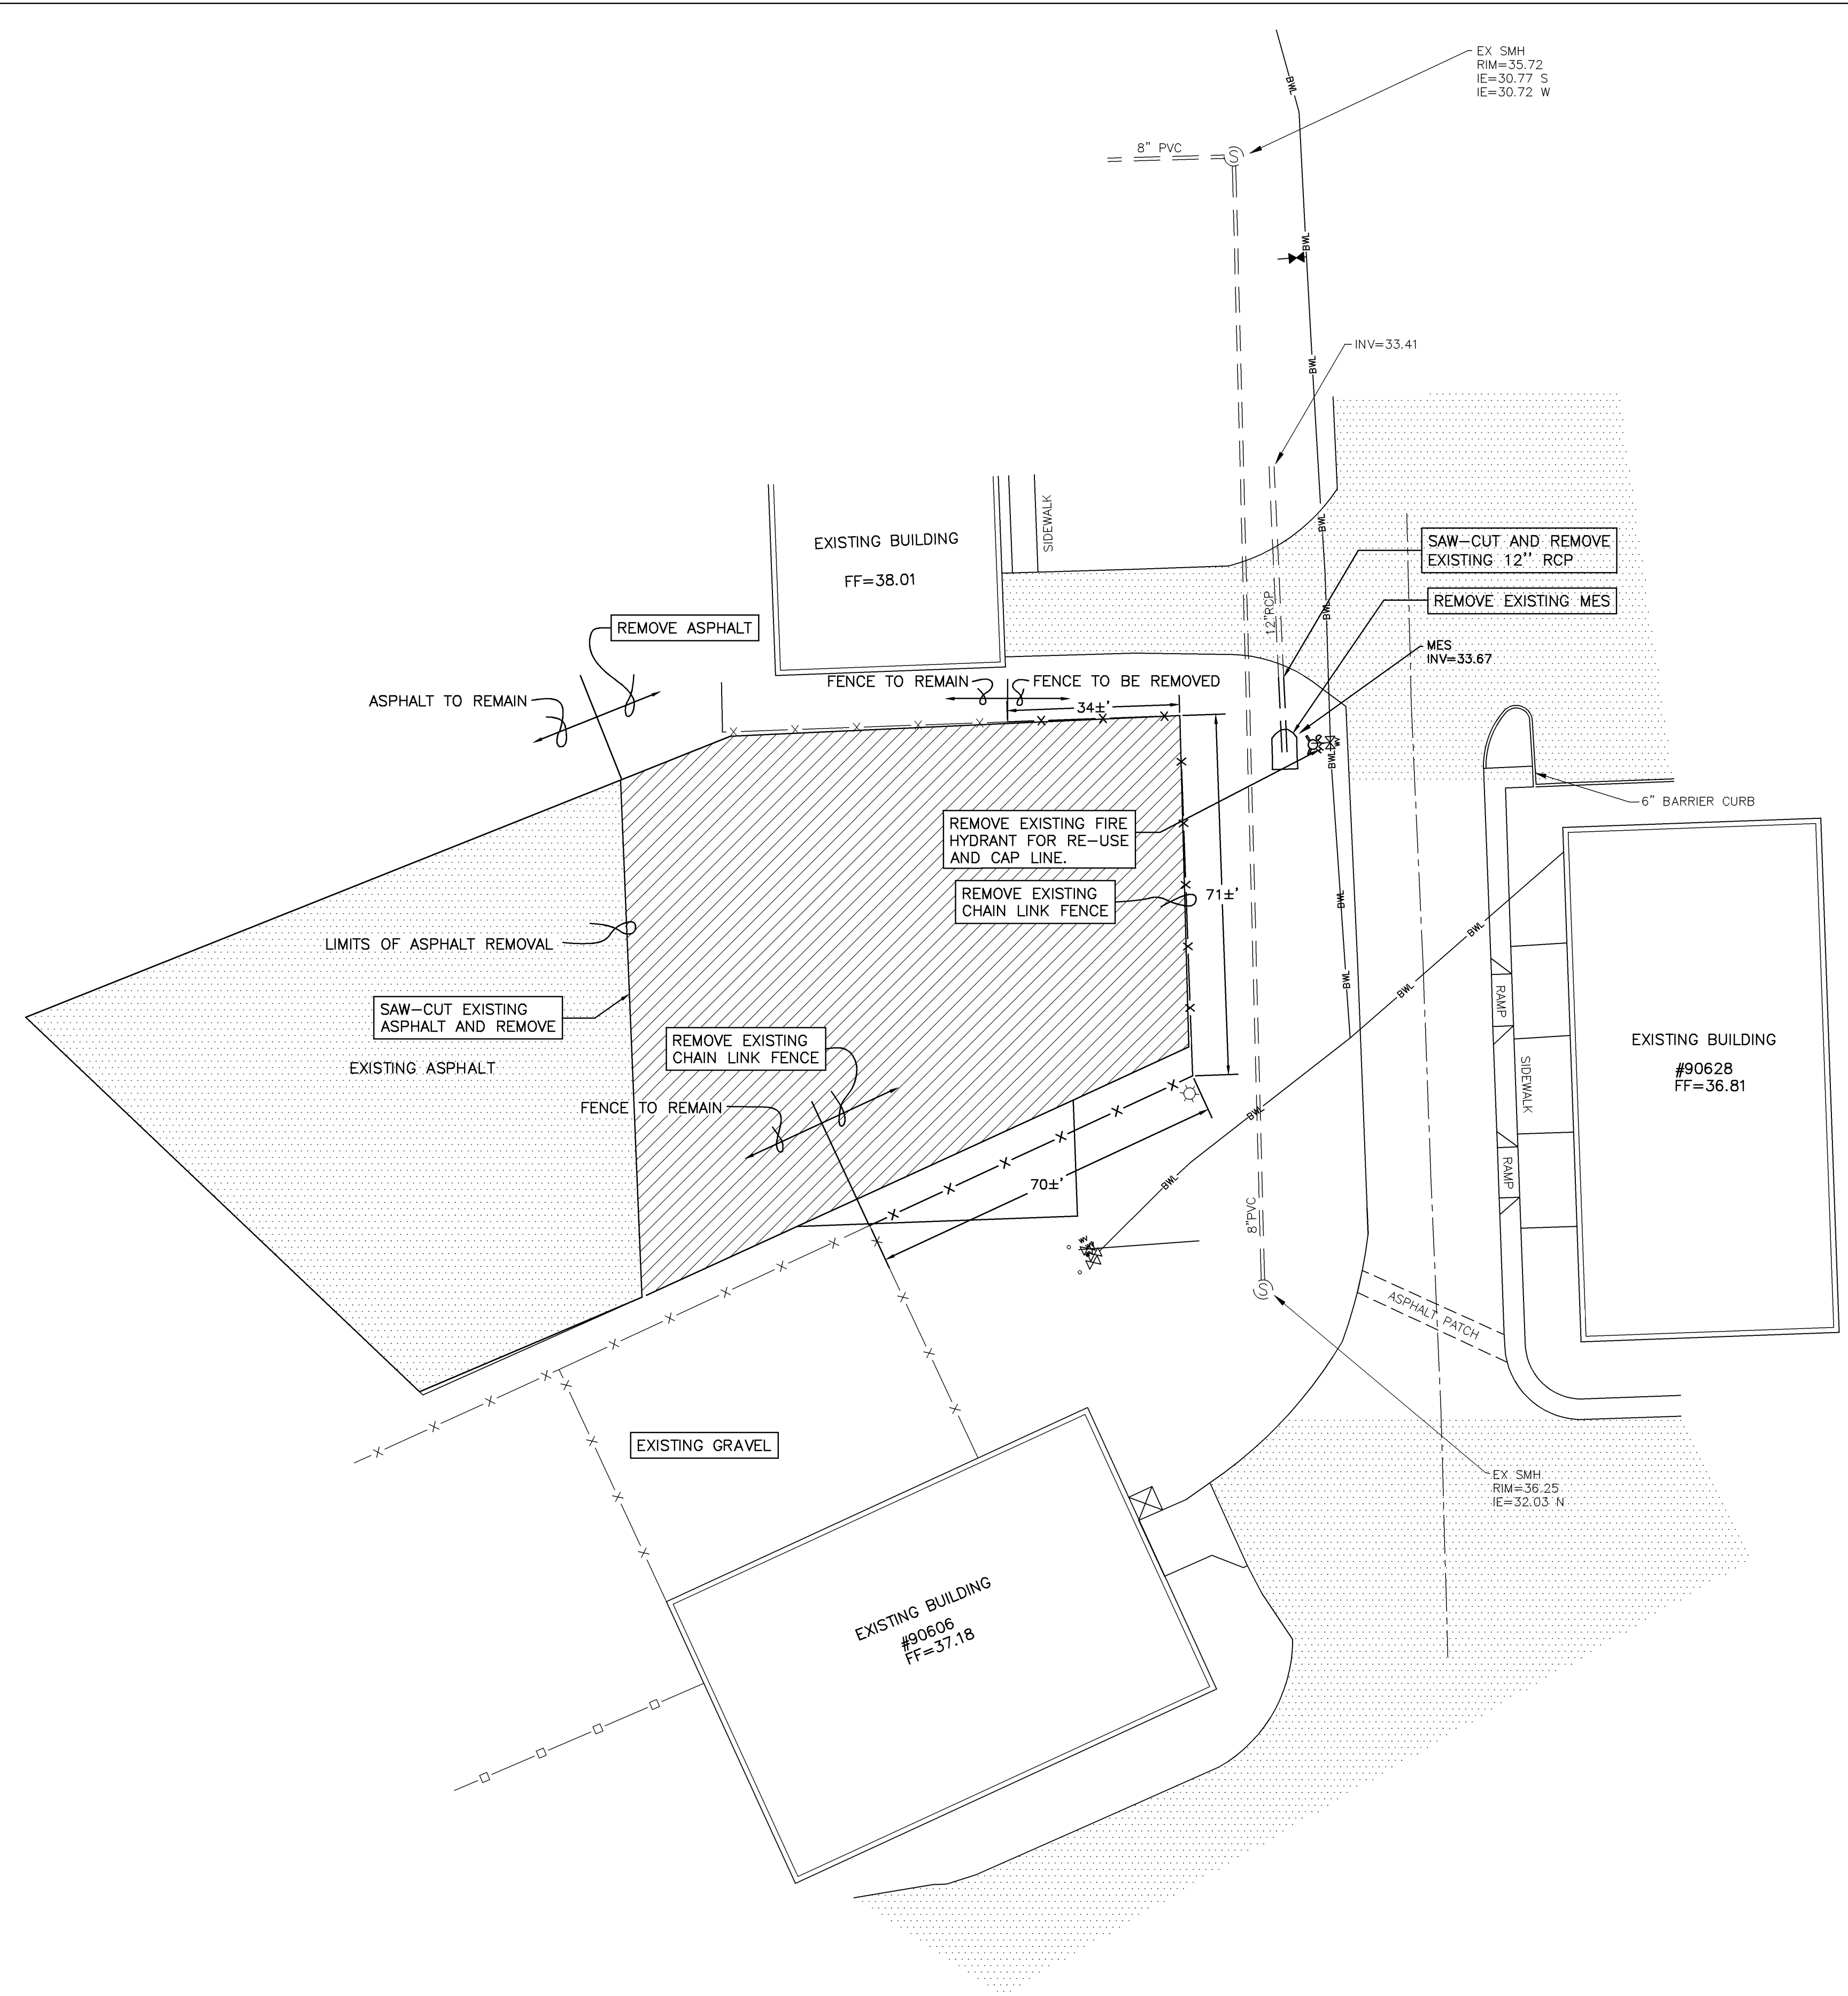 EX SMH
RIM=35.72
IE=30.77 S
IE=30.72 W
BWL
8" PVC
BWL
INV=33.41
BWL
SIDEWALK
EXISTING BUILDING
FF=38.01
BWL
SAW-CUT AND REMOVE
EXISTING 12'' RCP
12"RCP
BWL
REMOVE EXISTING MES
REMOVE ASPHALT
MES
INV=33.67
FENCE TO REMAIN
FENCE TO BE REMOVED
ASPHALT TO REMAIN
34±'
WV
BWL
6" BARRIER CURB
REMOVE EXISTING FIRE
HYDRANT FOR RE-USE
AND CAP LINE.
REMOVE EXISTING
CHAIN LINK FENCE
71±'
BWL
BWL
LIMITS OF ASPHALT REMOVAL
BWL
BWL
SAW-CUT EXISTING
ASPHALT AND REMOVE
RAMP
REMOVE EXISTING
CHAIN LINK FENCE
EXISTING BUILDING
#90628
FF=36.81
EXISTING ASPHALT
SIDEWALK
FENCE TO REMAIN
BWL
70±'
BWL
RAMP
8"PVC
WV
ASPHALT PATCH
EXISTING GRAVEL
EX SMH
RIM=36.25
IE=32.03 N
EXISTING BUILDING
#90606
FF=37.18